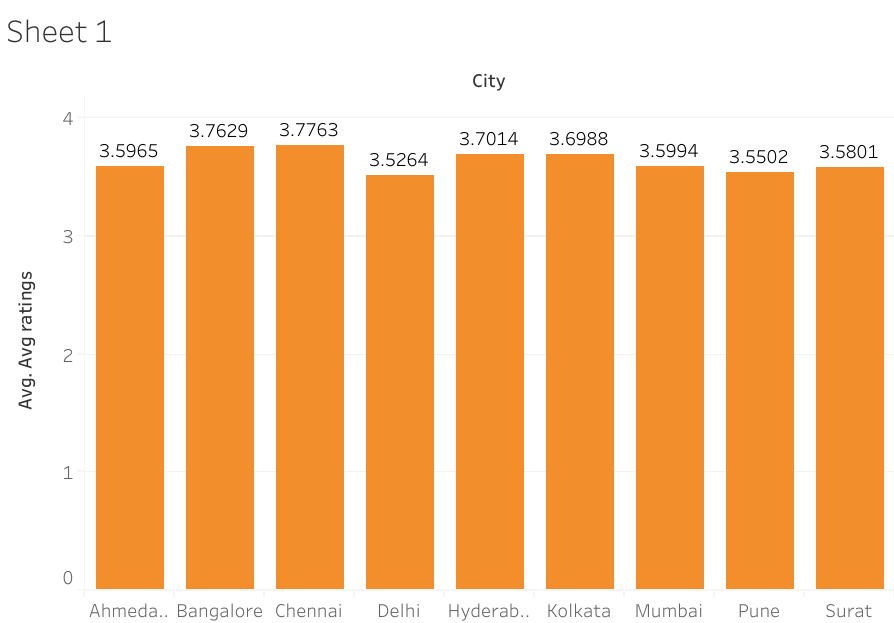 Sheet 1
City
4
3
2
1
0
Avg. Avg ratings
3.5965 3.7629 3.7763 3.5264 3.7014 3.6988 3.5994 3.5502 3.5801
Ahmeda.. Bangalore Chennai Delhi Hyderab.. Kolkata Mumbai Pune Surat